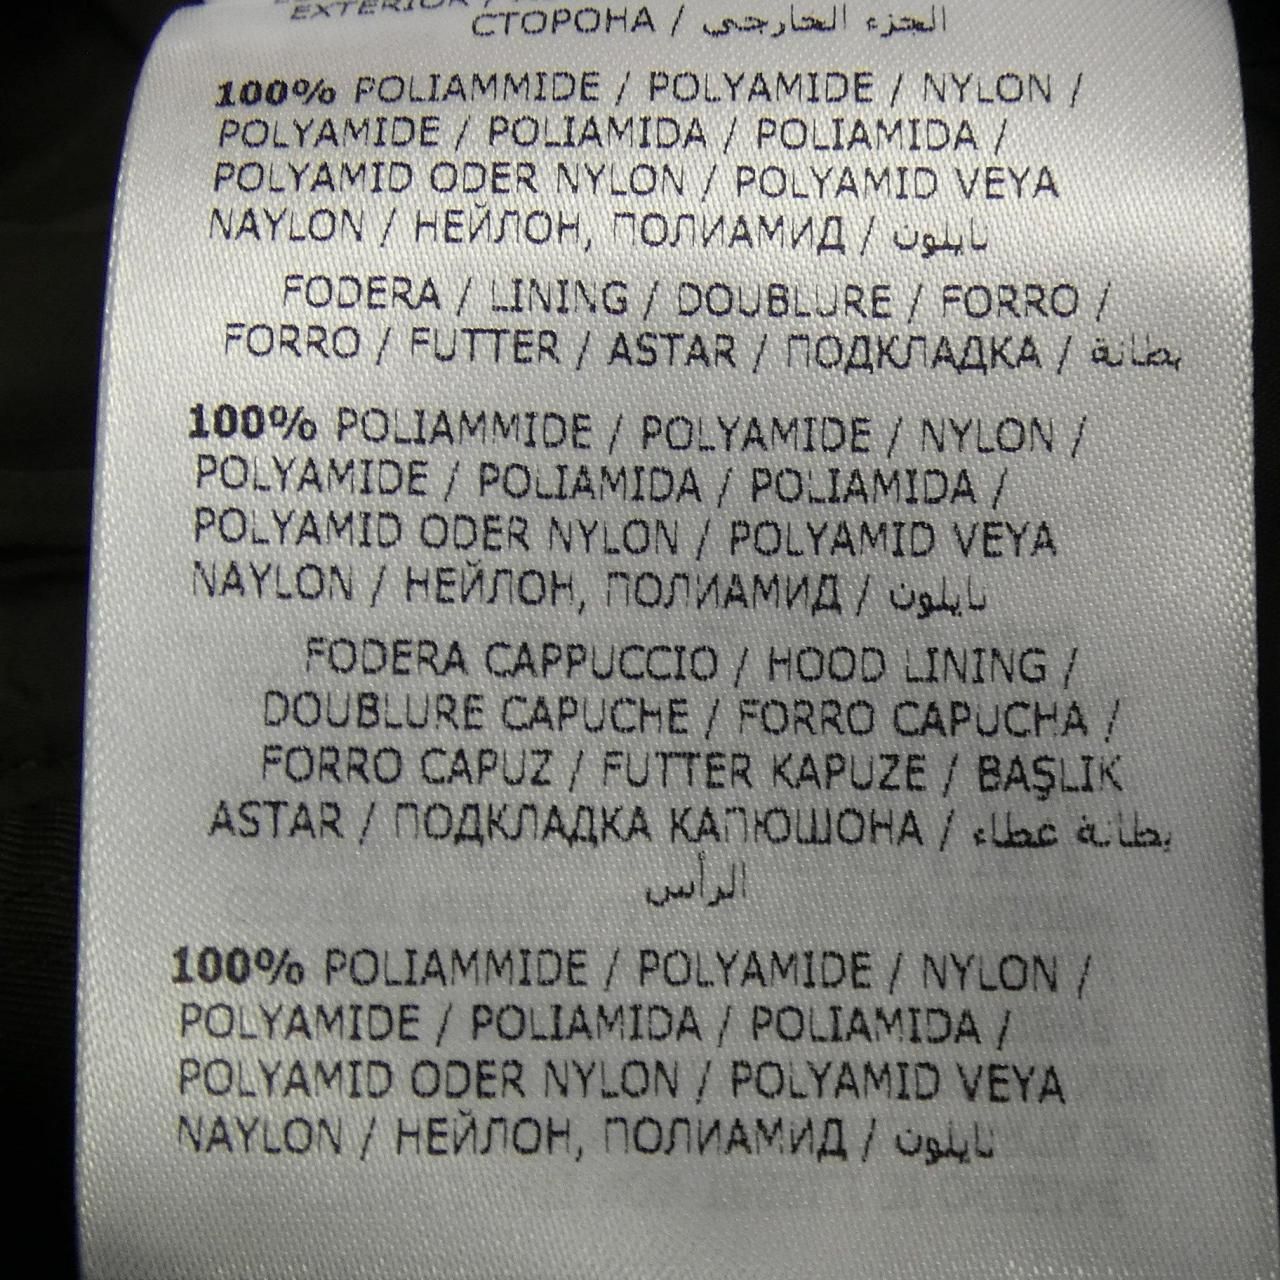 EXTERIOR /
СТОРОНА / الجزء الخارجي
100% POLIAMMIDE / POLYAMIDE / NYLON /
POLYAMIDE / POLIAMIDA / POLIAMIDA /
POLYAMID ODER NYLON / POLYAMID VEYA
NAYLON / НЕЙЛОН, ПОЛИАМИД / نايلون
FODERA / LINING / DOUBLURE / FORRO /
FORRO / FUTTER / ASTAR / ПОДКЛАДКА / بطانة
100% POLIAMMIDE / POLYAMIDE / NYLON /
POLYAMIDE / POLIAMIDA / POLIAMIDA /
POLYAMID ODER NYLON / POLYAMID VEYA
NAYLON / НЕЙЛОН, ПОЛИАМИД / نايلون
FODERA CAPPUCCIO / HOOD LINING /
DOUBLURE CAPUCHE / FORRO CAPUCHA /
FORRO CAPUZ / FUTTER KAPUZE / BAŞLIK
ASTAR / ПОДКЛАДКА КАПЮШОНА / بطانة غطاء
الرأس
100% POLIAMMIDE / POLYAMIDE / NYLON /
POLYAMIDE / POLIAMIDA / POLIAMIDA /
POLYAMID ODER NYLON / POLYAMID VEYA
NAYLON / НЕЙЛОН, ПОЛИАМИД / نايلون